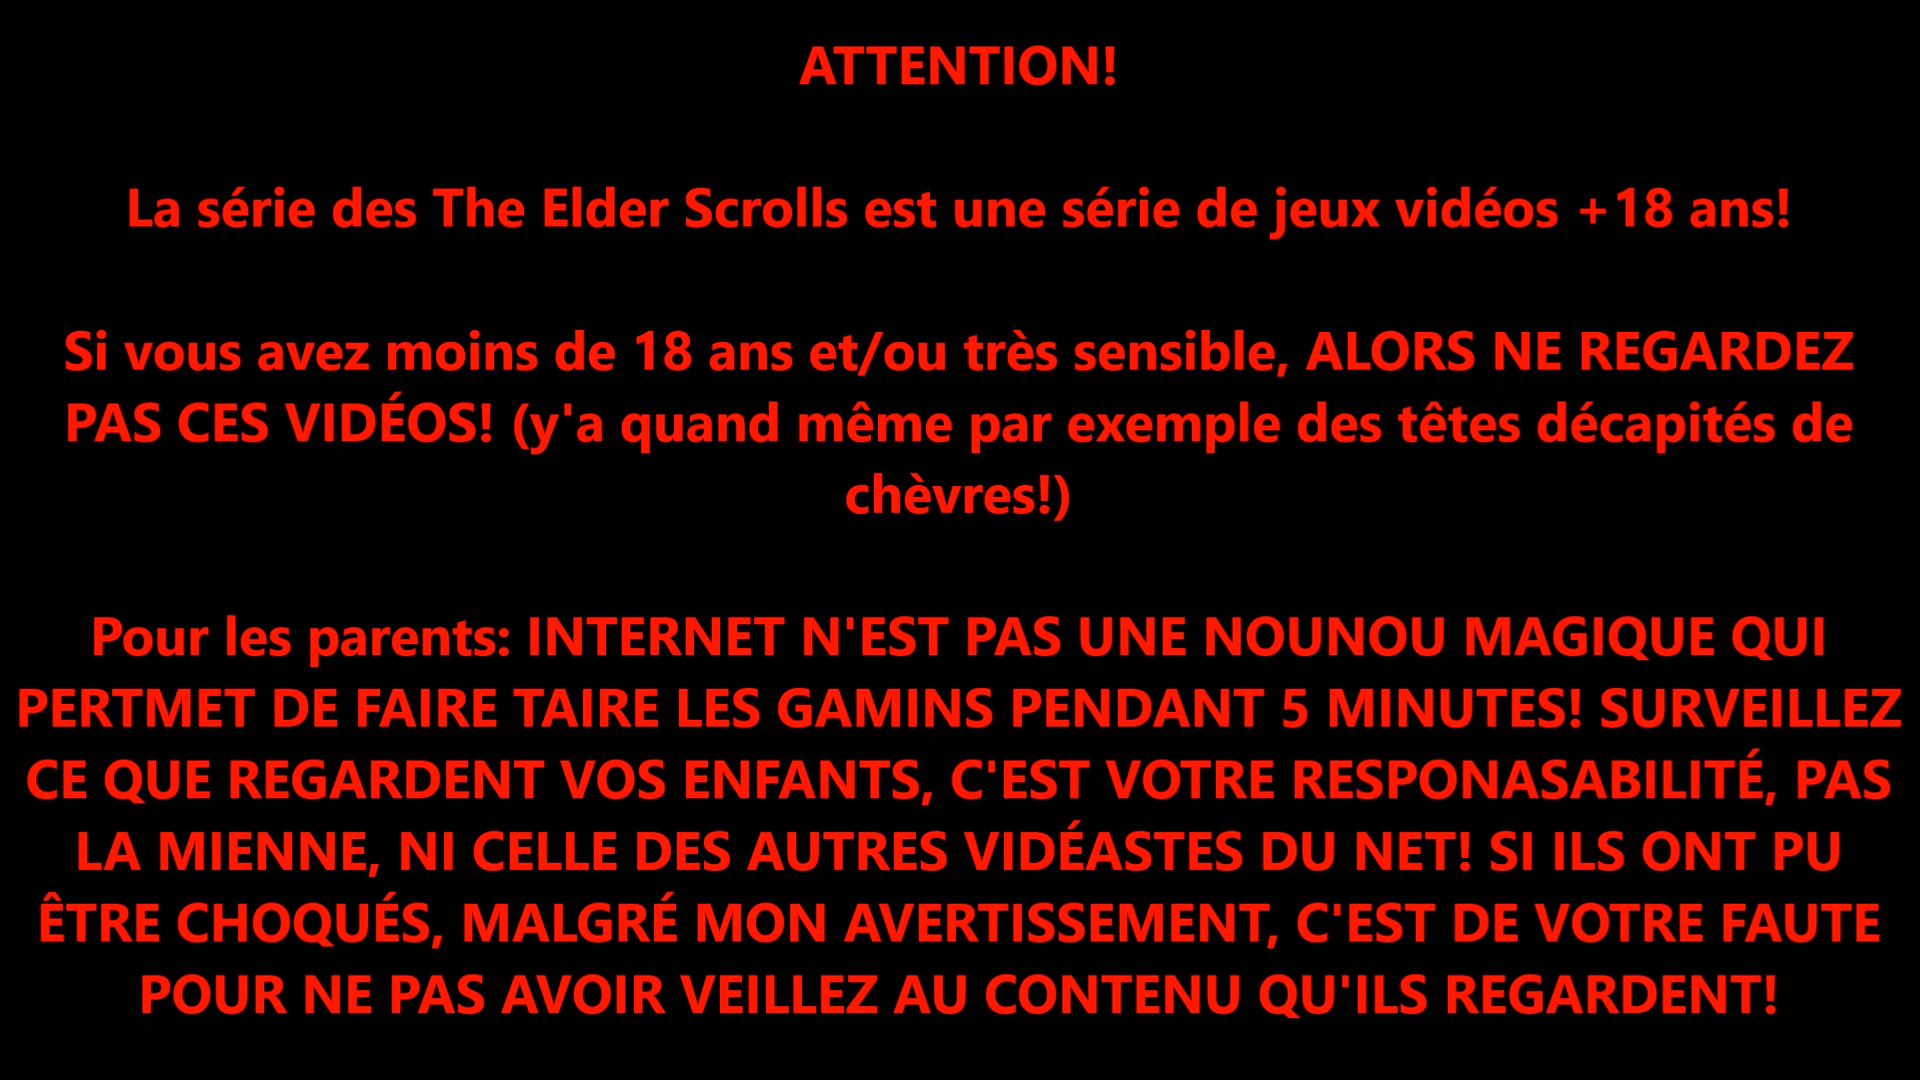 ATTENTION!
La série des The Elder Scrolls est une série de jeux vidéos +18 ans!
Si vous avez moins de 18 ans et/ou très sensible, ALORS NE REGARDEZ
PAS CES VIDÉOS! (y'a quand même par exemple des têtes décapités de
chèvres!)
Pour les parents: INTERNET N'EST PAS UNE NOUNOU MAGIQUE QUI
PERTMET DE FAIRE TAIRE LES GAMINS PENDANT 5 MINUTES! SURVEILLEZ
CE QUE REGARDENT VOS ENFANTS, C'EST VOTRE RESPONASABILITÉ, PAS
LA MIENNE, NI CELLE DES AUTRES VIDÉASTES DU NET! SI ILS ONT PU
ÊTRE CHOQUÉS, MALGRÉ MON AVERTISSEMENT, C'EST DE VOTRE FAUTE
POUR NE PAS AVOIR VEILLEZ AU CONTENU QU'ILS REGARDENT!